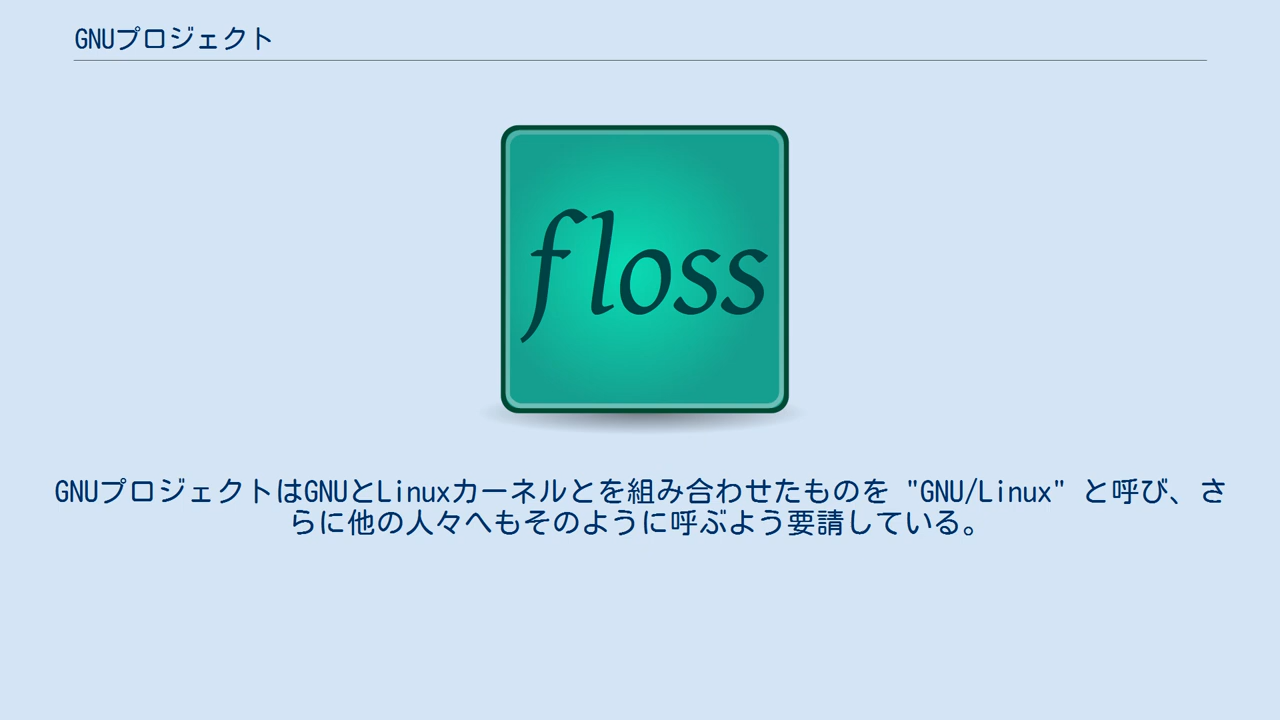 GNUプロジェクト
floss
GNUプロジェクトはGNUとLinuxカーネルとを組み合わせたものを "GNU/Linux" と呼び、さ
らに他の人々へもそのように呼ぶよう要請している。